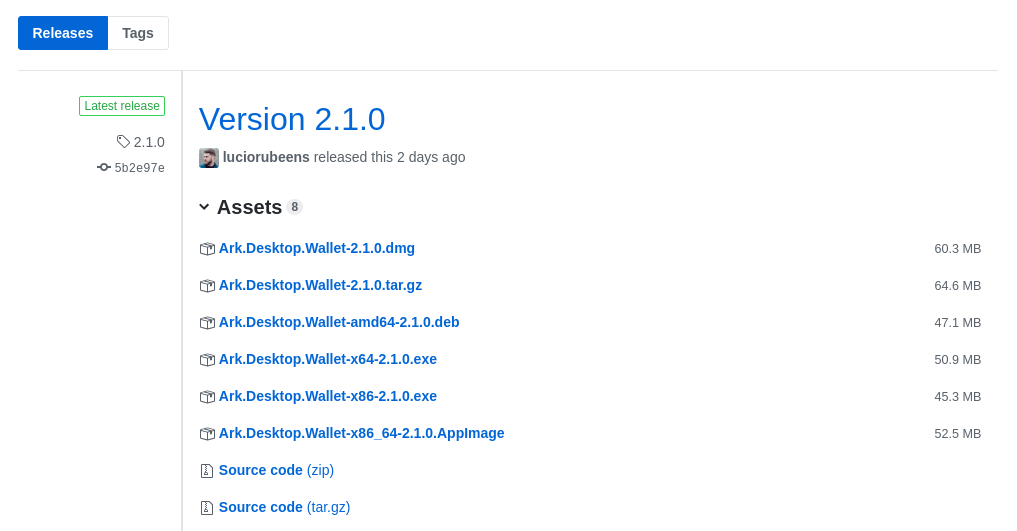 Releases Tags
Latest release
2.1.0
5b2e97e
Version 2.1.0
luciorubeens released this 2 days ago
Assets 8
Ark.Desktop.Wallet-2.1.0.dmg 60.3 MB
Ark.Desktop.Wallet-2.1.0.tar.gz 64.6 MB
Ark.Desktop.Wallet-amd64-2.1.0.deb 47.1 MB
Ark.Desktop.Wallet-x64-2.1.0.exe 50.9 MB
Ark.Desktop.Wallet-x86-2.1.0.exe 45.3 MB
Ark.Desktop.Wallet-x86_64-2.1.0.AppImage 52.5 MB
Source code (zip)
Source code (tar.gz)